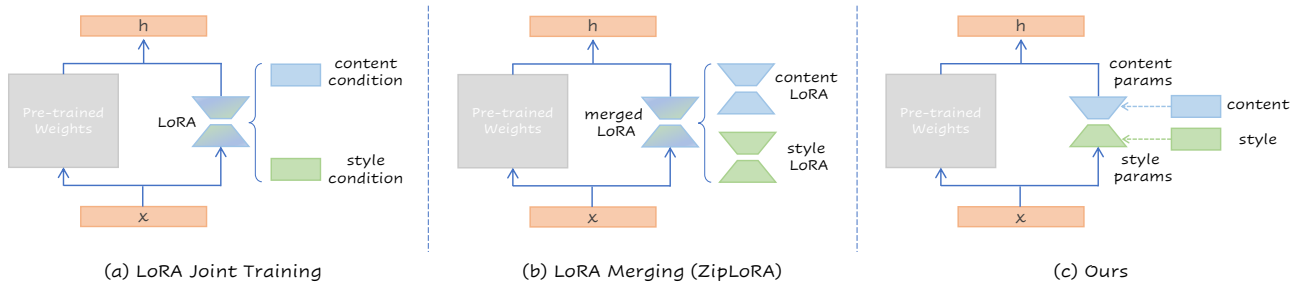 h
content
condition
Pre-trained
Weights
LoRA
style
condition
x
(a) LoRA Joint Training
h
content
LoRA
Pre-trained
Weights
merged
LoRA
style
LoRA
x
(b) LoRA Merging (ZipLoRA)
h
content
params
Pre-trained
Weights
content
style
style
params
x
(c) Ours